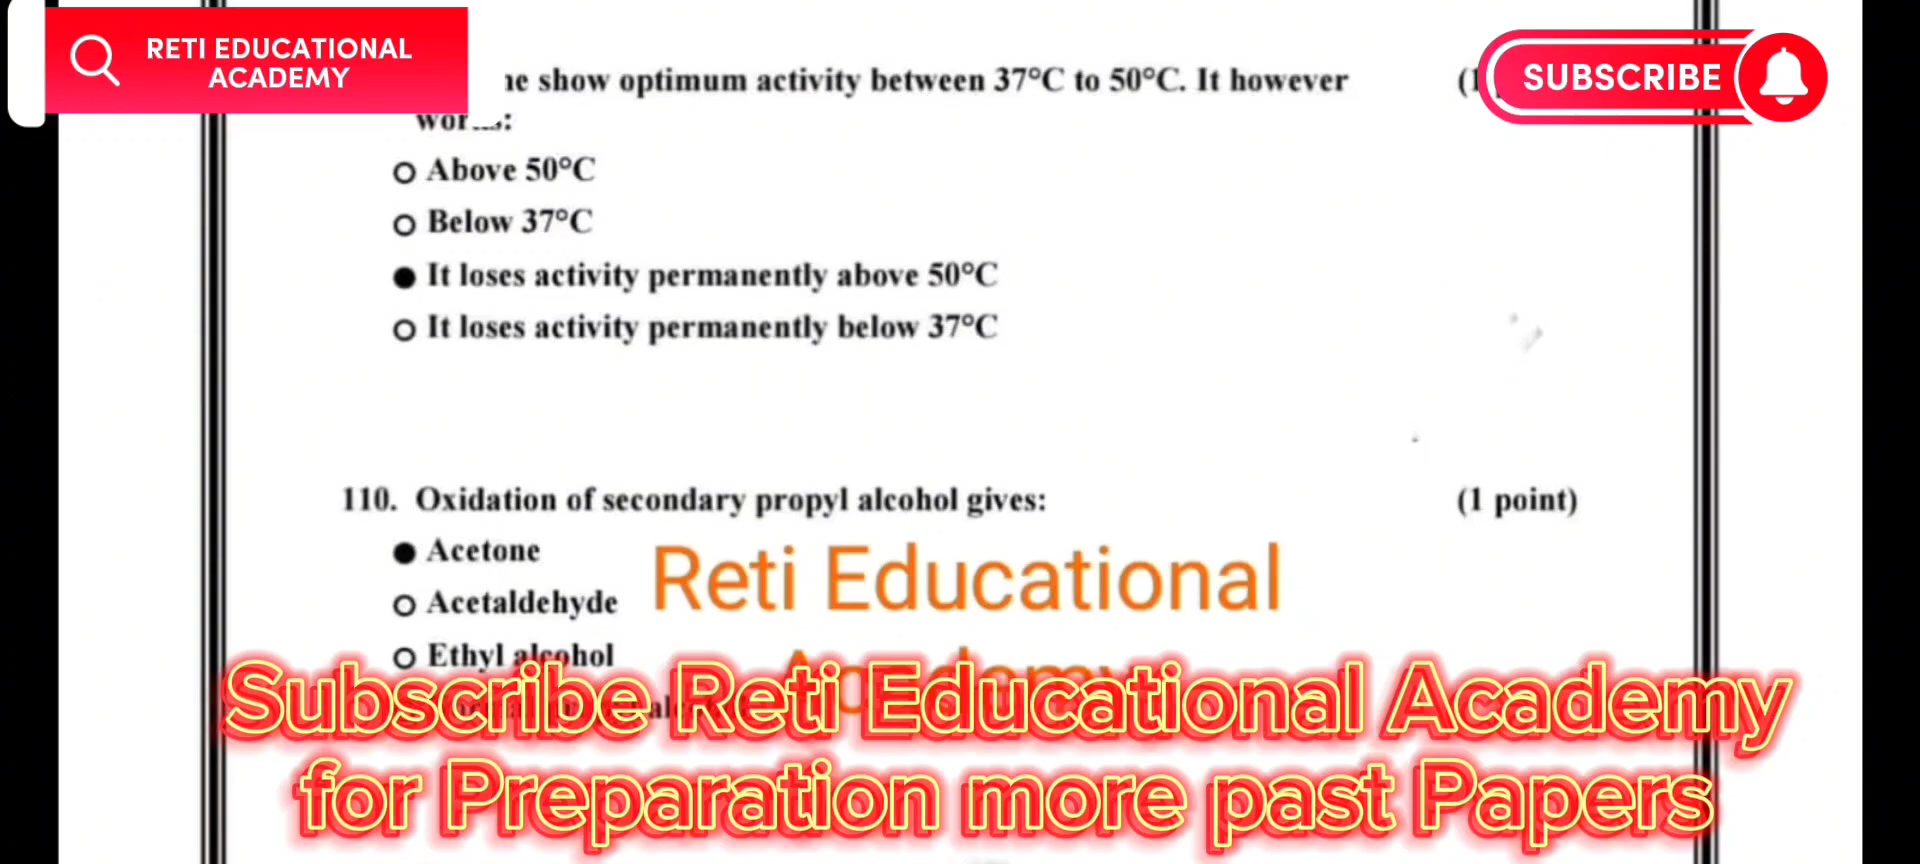 RETI EDUCATIONAL
ACADEMY
SUBSCRIBE
show optimum activity between 37°C to 50°C. It however
Above 50°C
Below 37°C
It loses activity permanently above 50°C
It loses activity permanently below 37°C
110. Oxidation of secondary propyl alcohol gives: (1 point)
Acetone
Acetaldehyde
Reti Educational
Ethyl alcohol
Subscribe Reti Educational Academy
for Preparation more past Papers